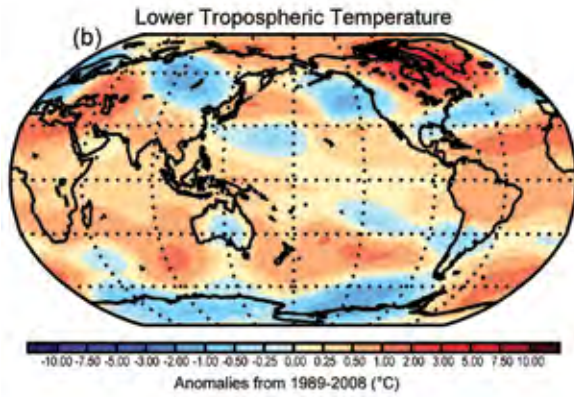 Lower Tropospheric Temperature
(b)
-10.00 -7.50 -5.00 -3.00 -2.00 -1.00 -0.50 -0.25 0.00 0.25 0.50 1.00 2.00 3.00 5.00 7.50 10.00
Anomalies from 1989-2008 (°C)